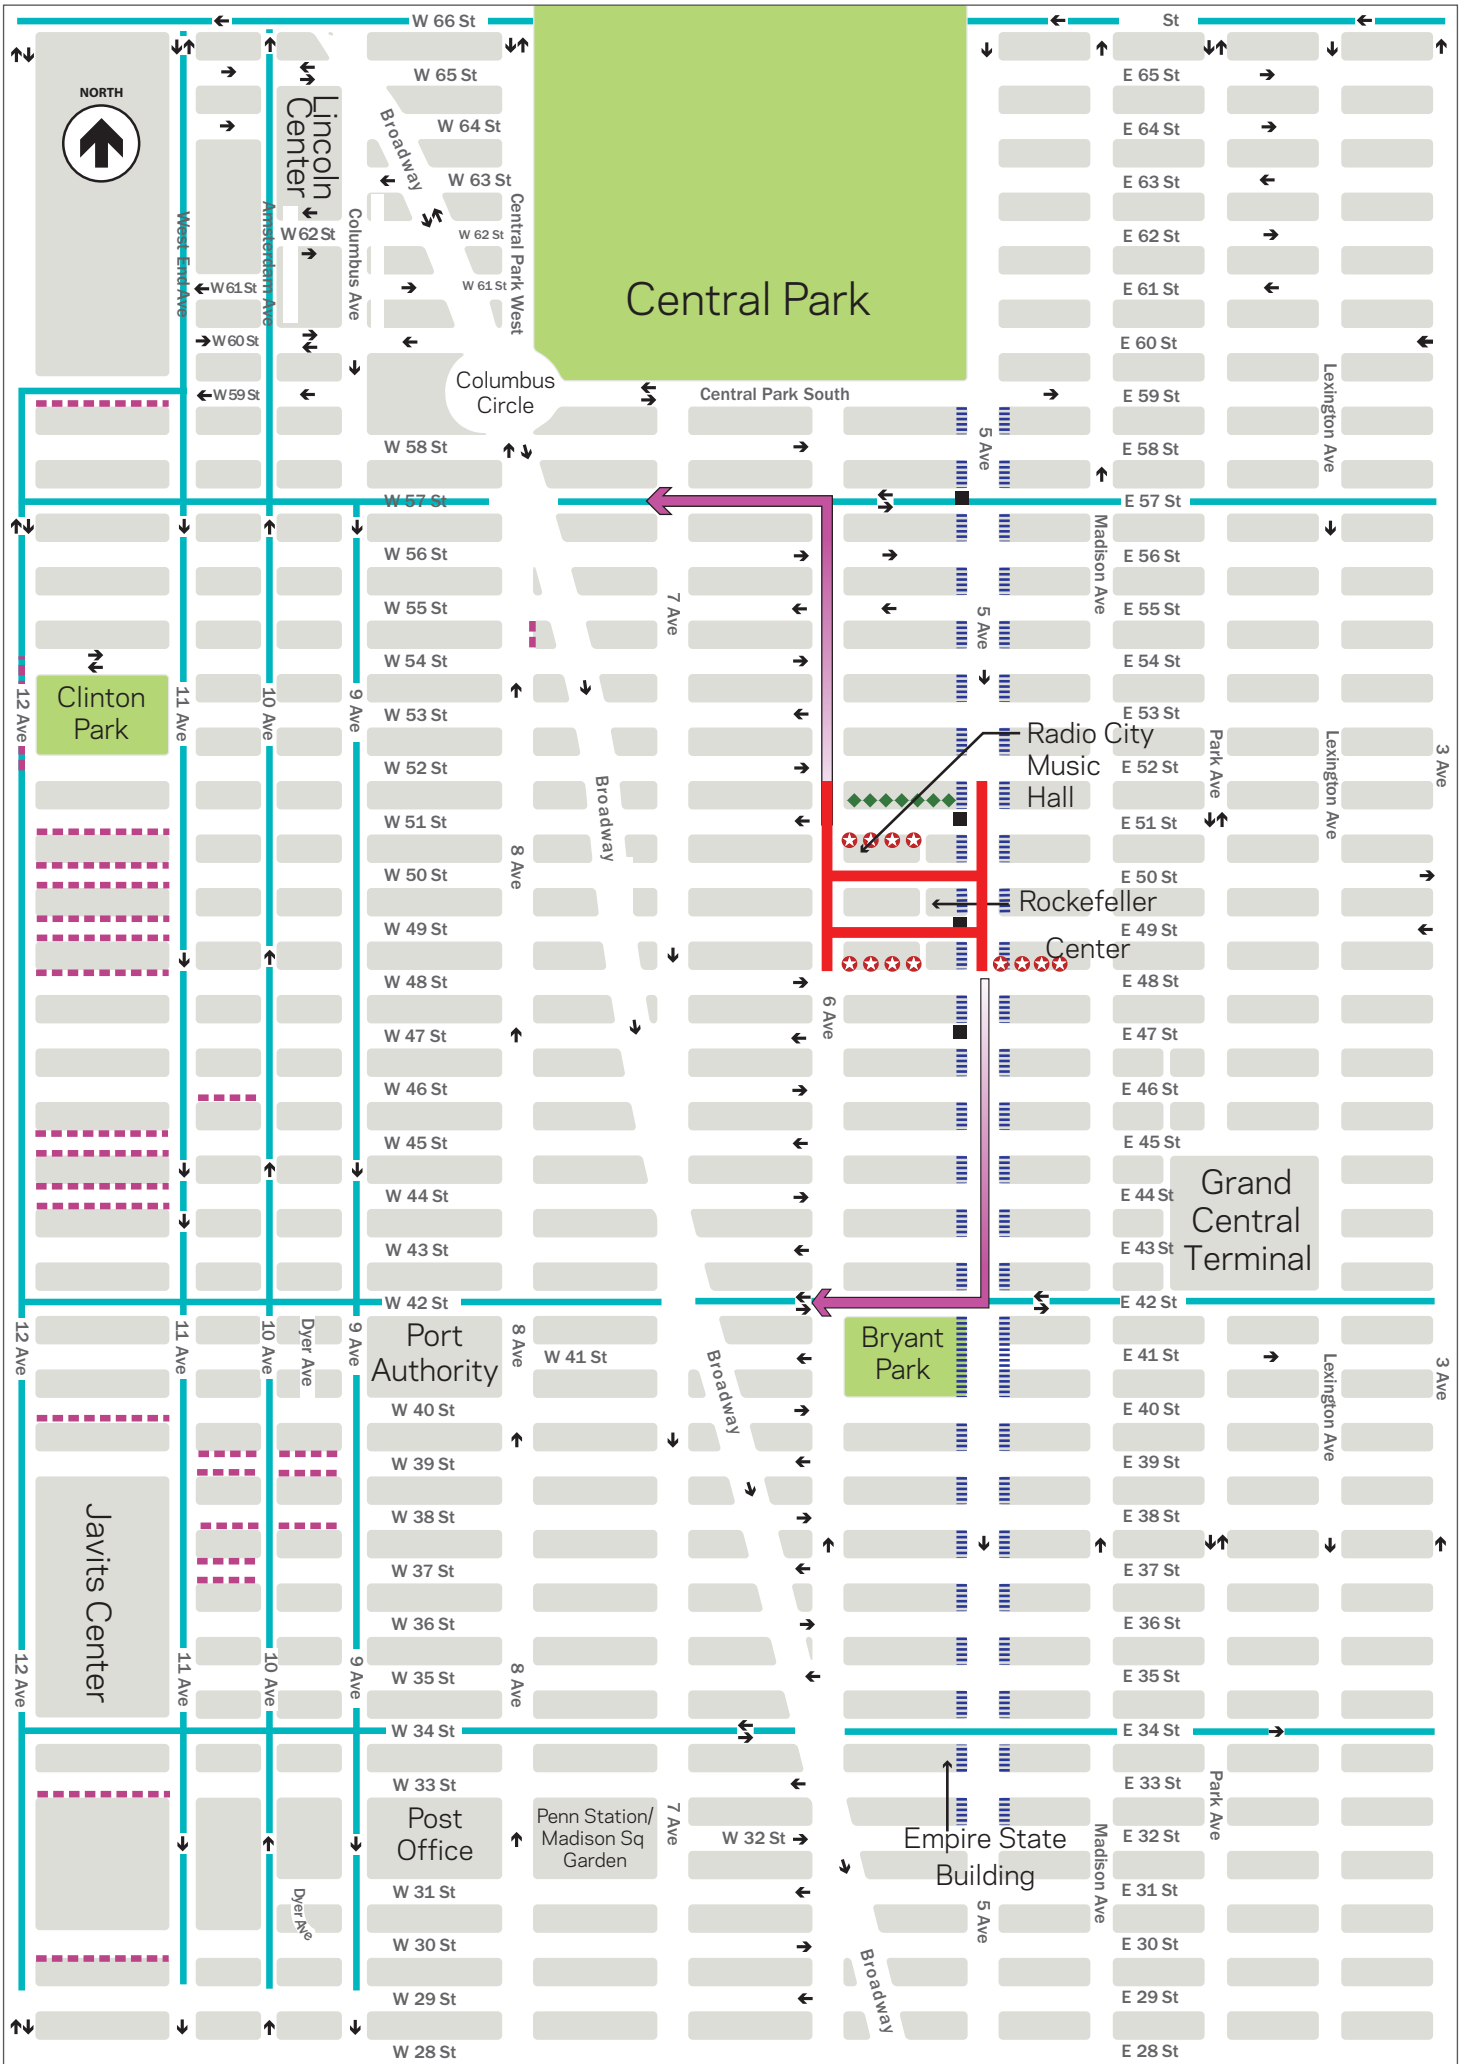 W 66 St
St
W 65 St
E 65 St
NORTH
Lincoln
Center
Broadway
W 64 St
E 64 St
W 63 St
E 63 St
West End Ave
Amsterdam Ave
Columbus Ave
Central Park West
W 62 St
W 62 St
E 62 St
W 61 St
W 61 St
E 61 St
Central Park
W 60 St
E 60 St
Columbus
Circle
W 59 St
Central Park South
E 59 St
Lexington Ave
W 58 St
5 Ave
E 58 St
W 57 St
E 57 St
Madison Ave
W 56 St
E 56 St
W 55 St
7 Ave
5 Ave
E 55 St
W 54 St
E 54 St
Clinton
Park
12 Ave
11 Ave
10 Ave
9 Ave
W 53 St
E 53 St
Radio City
Music
Hall
Park Ave
Lexington Ave
3 Ave
W 52 St
E 52 St
Broadway
W 51 St
E 51 St
8 Ave
W 50 St
E 50 St
Rockefeller
Center
W 49 St
E 49 St
W 48 St
E 48 St
6 Ave
W 47 St
E 47 St
W 46 St
E 46 St
W 45 St
E 45 St
W 44 St
E 44 St
Grand
Central
Terminal
W 43 St
E 43 St
W 42 St
E 42 St
12 Ave
11 Ave
10 Ave
Dyer Ave
9 Ave
Port
Authority
8 Ave
W 41 St
Broadway
Bryant
Park
E 41 St
Lexington Ave
3 Ave
W 40 St
E 40 St
W 39 St
E 39 St
Javits Center
W 38 St
E 38 St
W 37 St
E 37 St
W 36 St
E 36 St
12 Ave
11 Ave
10 Ave
9 Ave
W 35 St
8 Ave
E 35 St
W 34 St
E 34 St
W 33 St
E 33 St
Park Ave
Post
Office
Penn Station/
Madison Sq
Garden
7 Ave
W 32 St
Empire State
Building
E 32 St
Madison Ave
Dyer Ave
W 31 St
5 Ave
E 31 St
W 30 St
E 30 St
Broadway
W 29 St
E 29 St
W 28 St
E 28 St